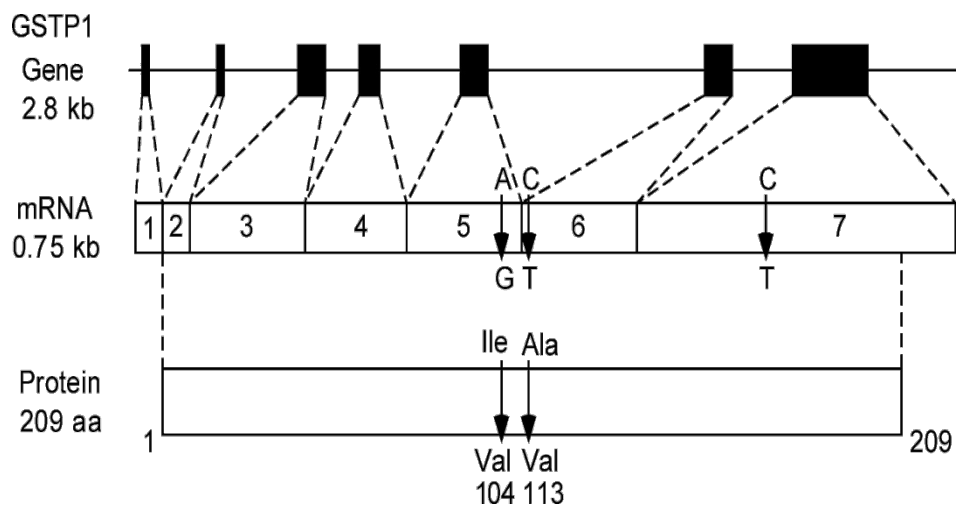 GSTP1
Gene
2.8 kb
A C C
mRNA
0.75 kb
1 2 3 4 5 6 7
G T T
Ile Ala
Protein
209 aa
1 209
Val Val
104 113